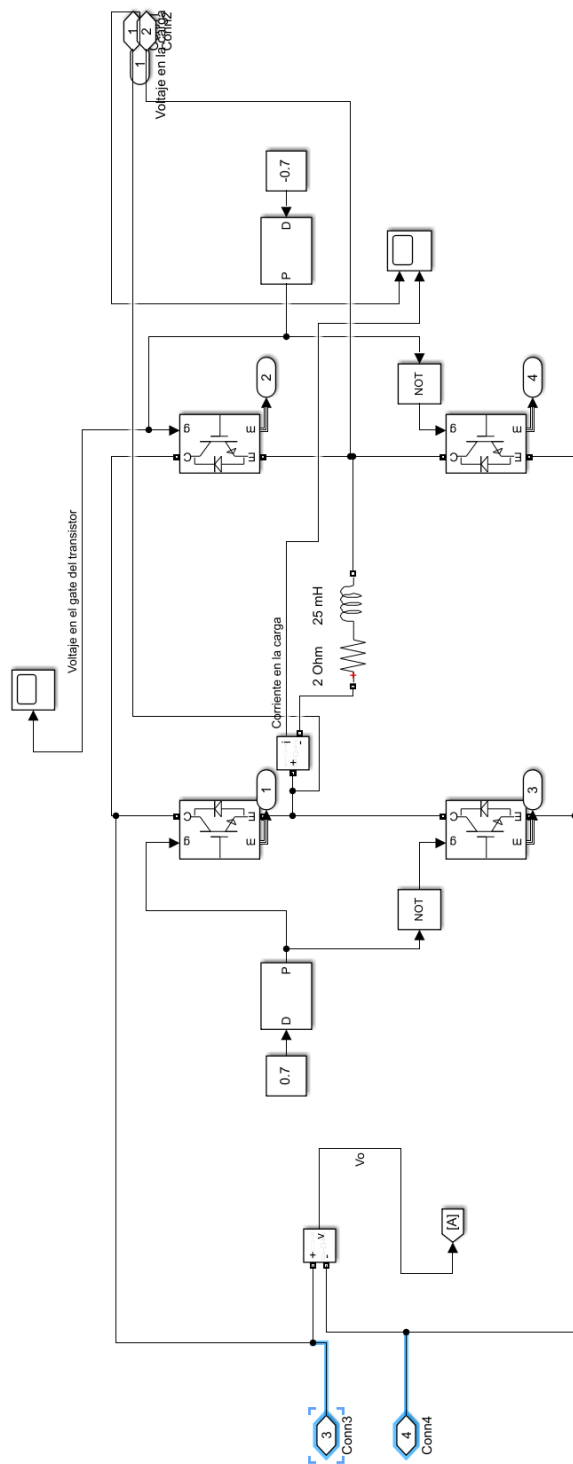 Voltaje en el gate del transistor
1
1
2
Conn2
Voltaje en la carga
g
C
E
m
1
g
C
E
m
2
0.7
D
P
P
D
-0.7
Corriente en la carga
+
-
i
2 Ohm
25 mH
3
Conn3
+
-
v
Vo
4
Conn4
[A]
NOT
NOT
g
C
E
m
3
g
C
E
m
4